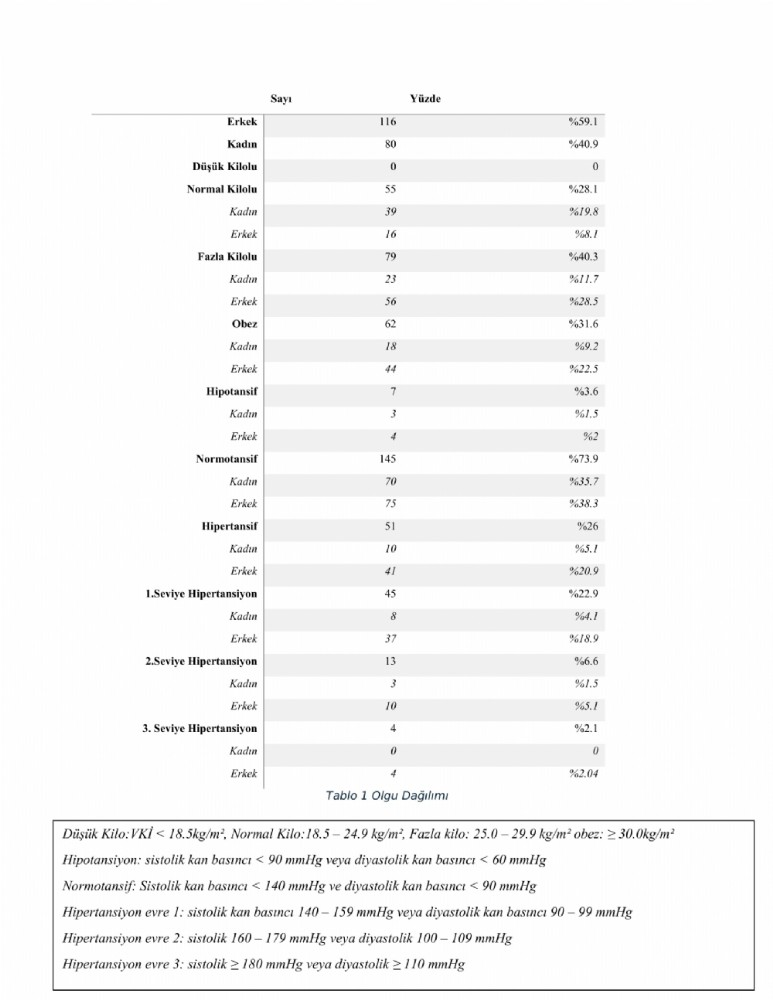 Sayı Yüzde
Erkek 116 %59.1
Kadın 80 %40.9
Düşük Kilolu 0 0
Normal Kilolu 55 %28.1
Kadın 39 %19.8
Erkek 16 %8.1
Fazla Kilolu 79 %40.3
Kadın 23 %11.7
Erkek 56 %28.5
Obez 62 %31.6
Kadın 18 %9.2
Erkek 44 %22.5
Hipotansif 7 %3.6
Kadın 3 %1.5
Erkek 4 %2
Normotansif 145 %73.9
Kadın 70 %35.7
Erkek 75 %38.3
Hipertansif 51 %26
Kadın 10 %5.1
Erkek 41 %20.9
1.Seviye Hipertansiyon 45 %22.9
Kadın 8 %4.1
Erkek 37 %18.9
2.Seviye Hipertansiyon 13 %6.6
Kadın 3 %1.5
Erkek 10 %5.1
3. Seviye Hipertansiyon 4 %2.1
Kadın 0 0
Erkek 4 %2.04
Tablo 1 Olgu Dağılımı
Düşük Kilo:VKİ < 18.5kg/m², Normal Kilo:18.5 – 24.9 kg/m², Fazla kilo: 25.0 – 29.9 kg/m² obez: ≥ 30.0kg/m²
Hipotansiyon: sistolik kan basıncı < 90 mmHg veya diyastolik kan basıncı < 60 mmHg
Normotansif: Sistolik kan basıncı < 140 mmHg ve diyastolik kan basıncı < 90 mmHg
Hipertansiyon evre 1: sistolik kan basıncı 140 – 159 mmHg veya diyastolik kan basıncı 90 – 99 mmHg
Hipertansiyon evre 2: sistolik 160 – 179 mmHg veya diyastolik 100 – 109 mmHg
Hipertansiyon evre 3: sistolik ≥ 180 mmHg veya diyastolik ≥ 110 mmHg